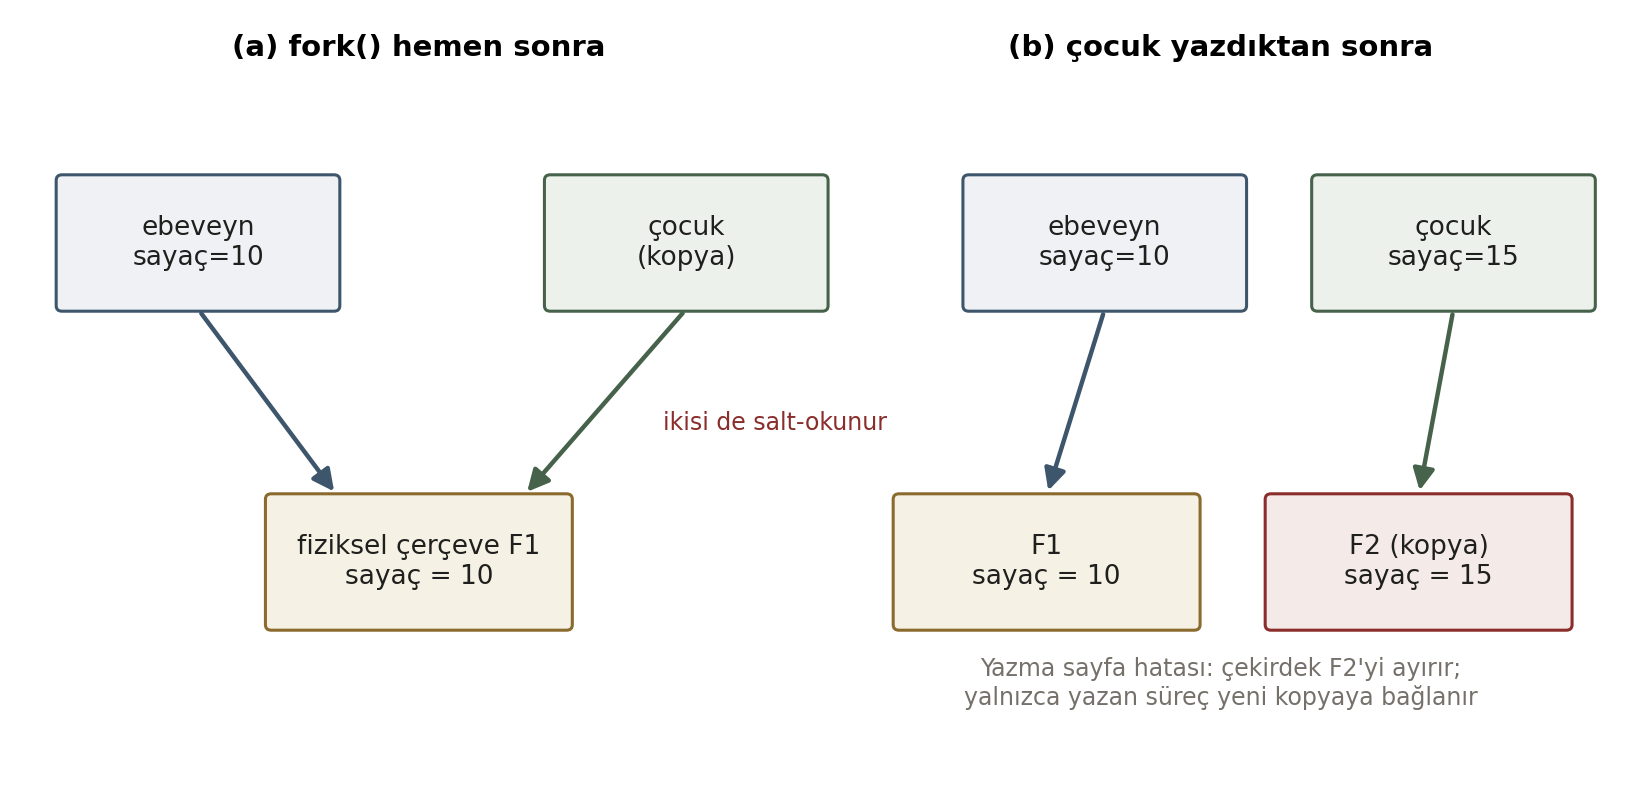 (a) fork() hemen sonra
ebeveyn
sayaç=10
çocuk
(kopya)
ikisi de salt-okunur
fiziksel çerçeve F1
sayaç = 10
(b) çocuk yazdıktan sonra
ebeveyn
sayaç=10
çocuk
sayaç=15
F1
sayaç = 10
F2 (kopya)
sayaç = 15
Yazma sayfa hatası: çekirdek F2'yi ayırır;
yalnızca yazan süreç yeni kopyaya bağlanır